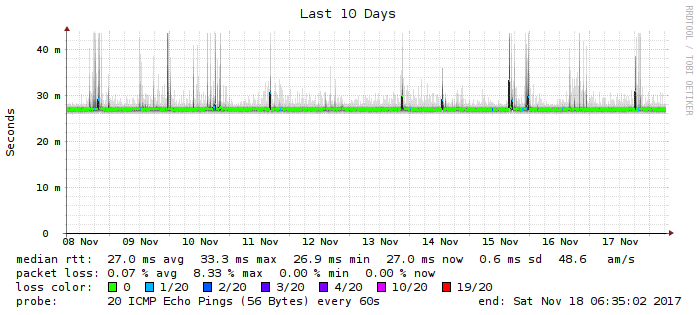 Last 10 Days
RRDTOOL / TOBI OETIKER
Seconds
40 m
30 m
20 m
10 m
0
08 Nov 09 Nov 10 Nov 11 Nov 12 Nov 13 Nov 14 Nov 15 Nov 16 Nov 17 Nov
median rtt: 27.0 ms avg 33.3 ms max 26.9 ms min 27.0 ms now 0.6 ms sd 48.6 am/s
packet loss: 0.07 % avg 8.33 % max 0.00 % min 0.00 % now
loss color: 0 1/20 2/20 3/20 4/20 10/20 19/20
probe: 20 ICMP Echo Pings (56 Bytes) every 60s end: Sat Nov 18 06:35:02 2017